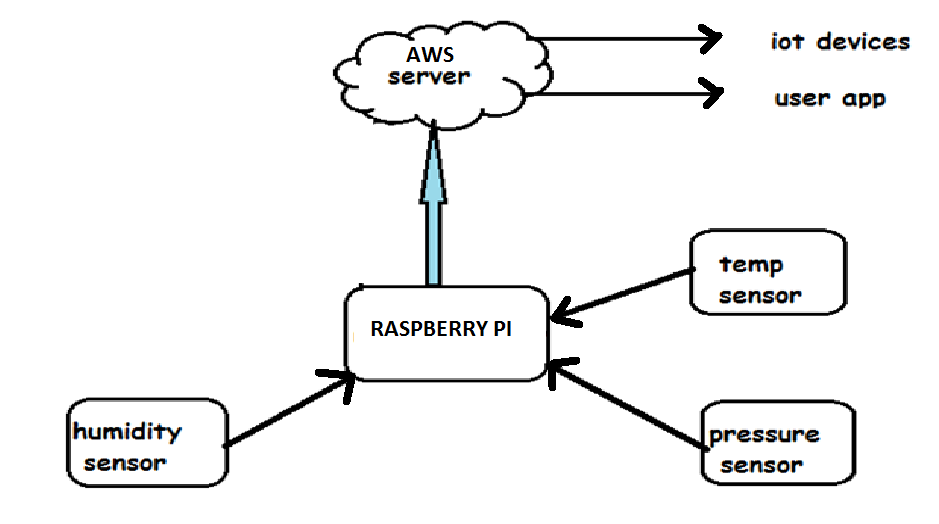 AWS
server
iot devices
user app
temp
sensor
RASPBERRY PI
humidity
sensor
pressure
sensor